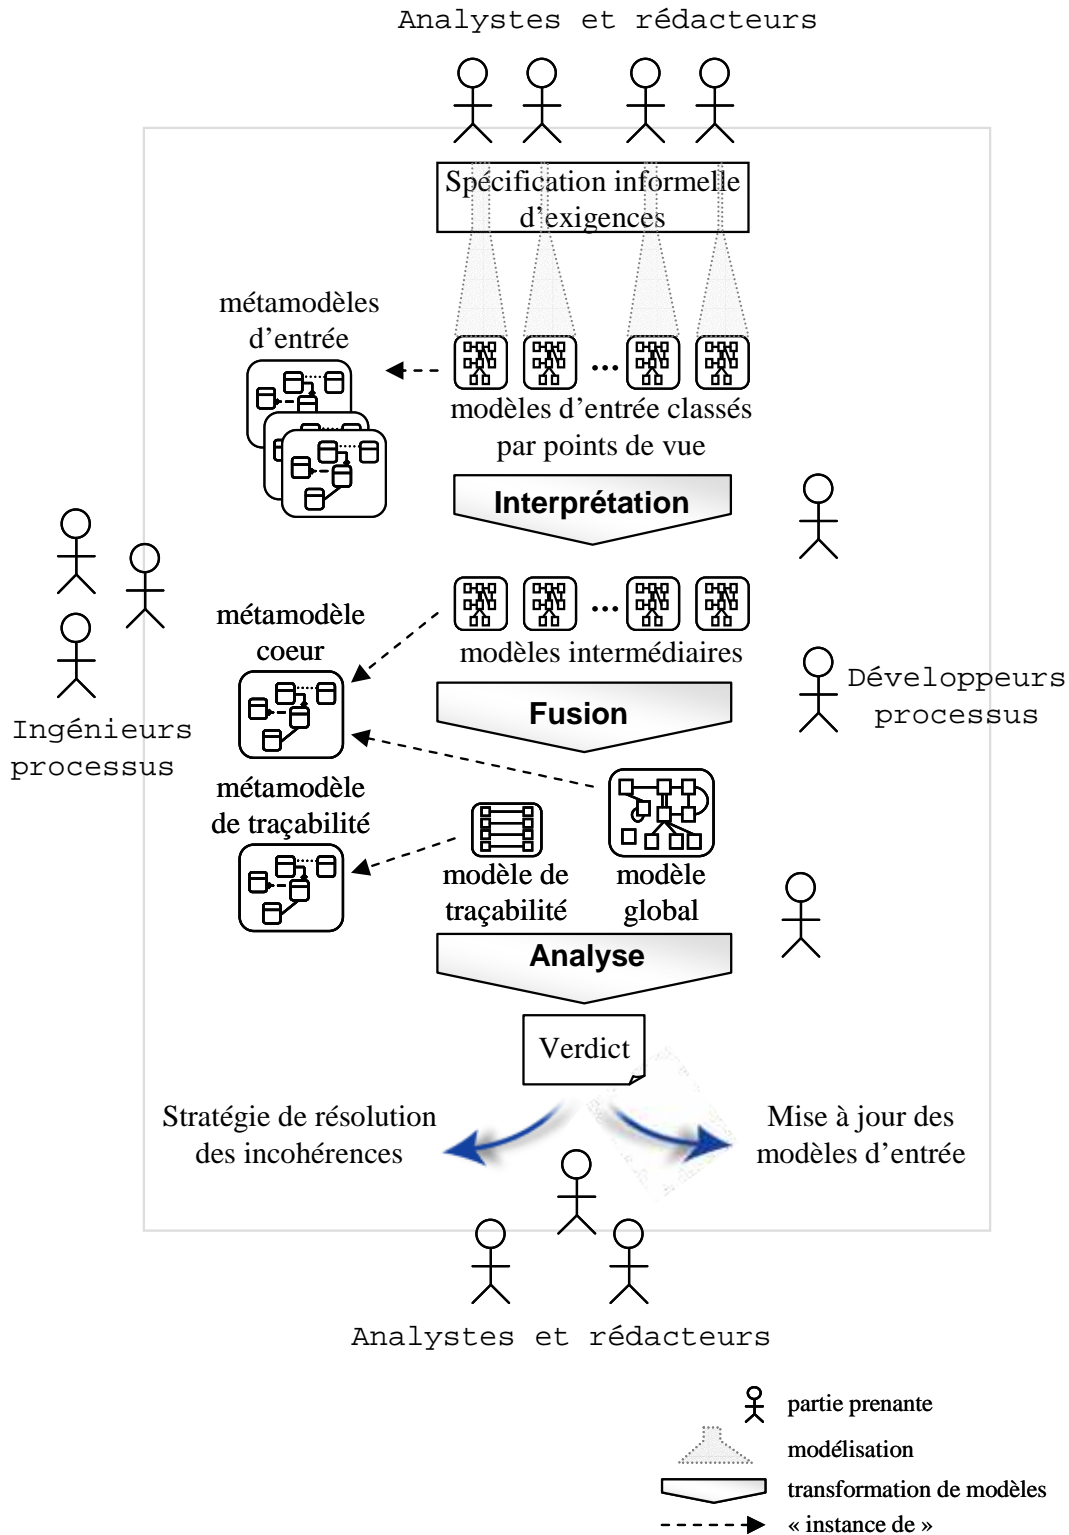 Analystes et rédacteurs
Spécification informelle
d’exigences
métamodèles
d’entrée
...
modèles d’entrée classés
par points de vue
Interprétation
métamodèle
coeur
...
modèles intermédiaires
Fusion
Développeurs
processus
Ingénieurs
processus
métamodèle
de traçabilité
modèle de
traçabilité
modèle
global
Analyse
Verdict
Stratégie de résolution
des incohérences
Mise à jour des
modèles d’entrée
Analystes et rédacteurs
partie prenante
modélisation
transformation de modèles
« instance de »